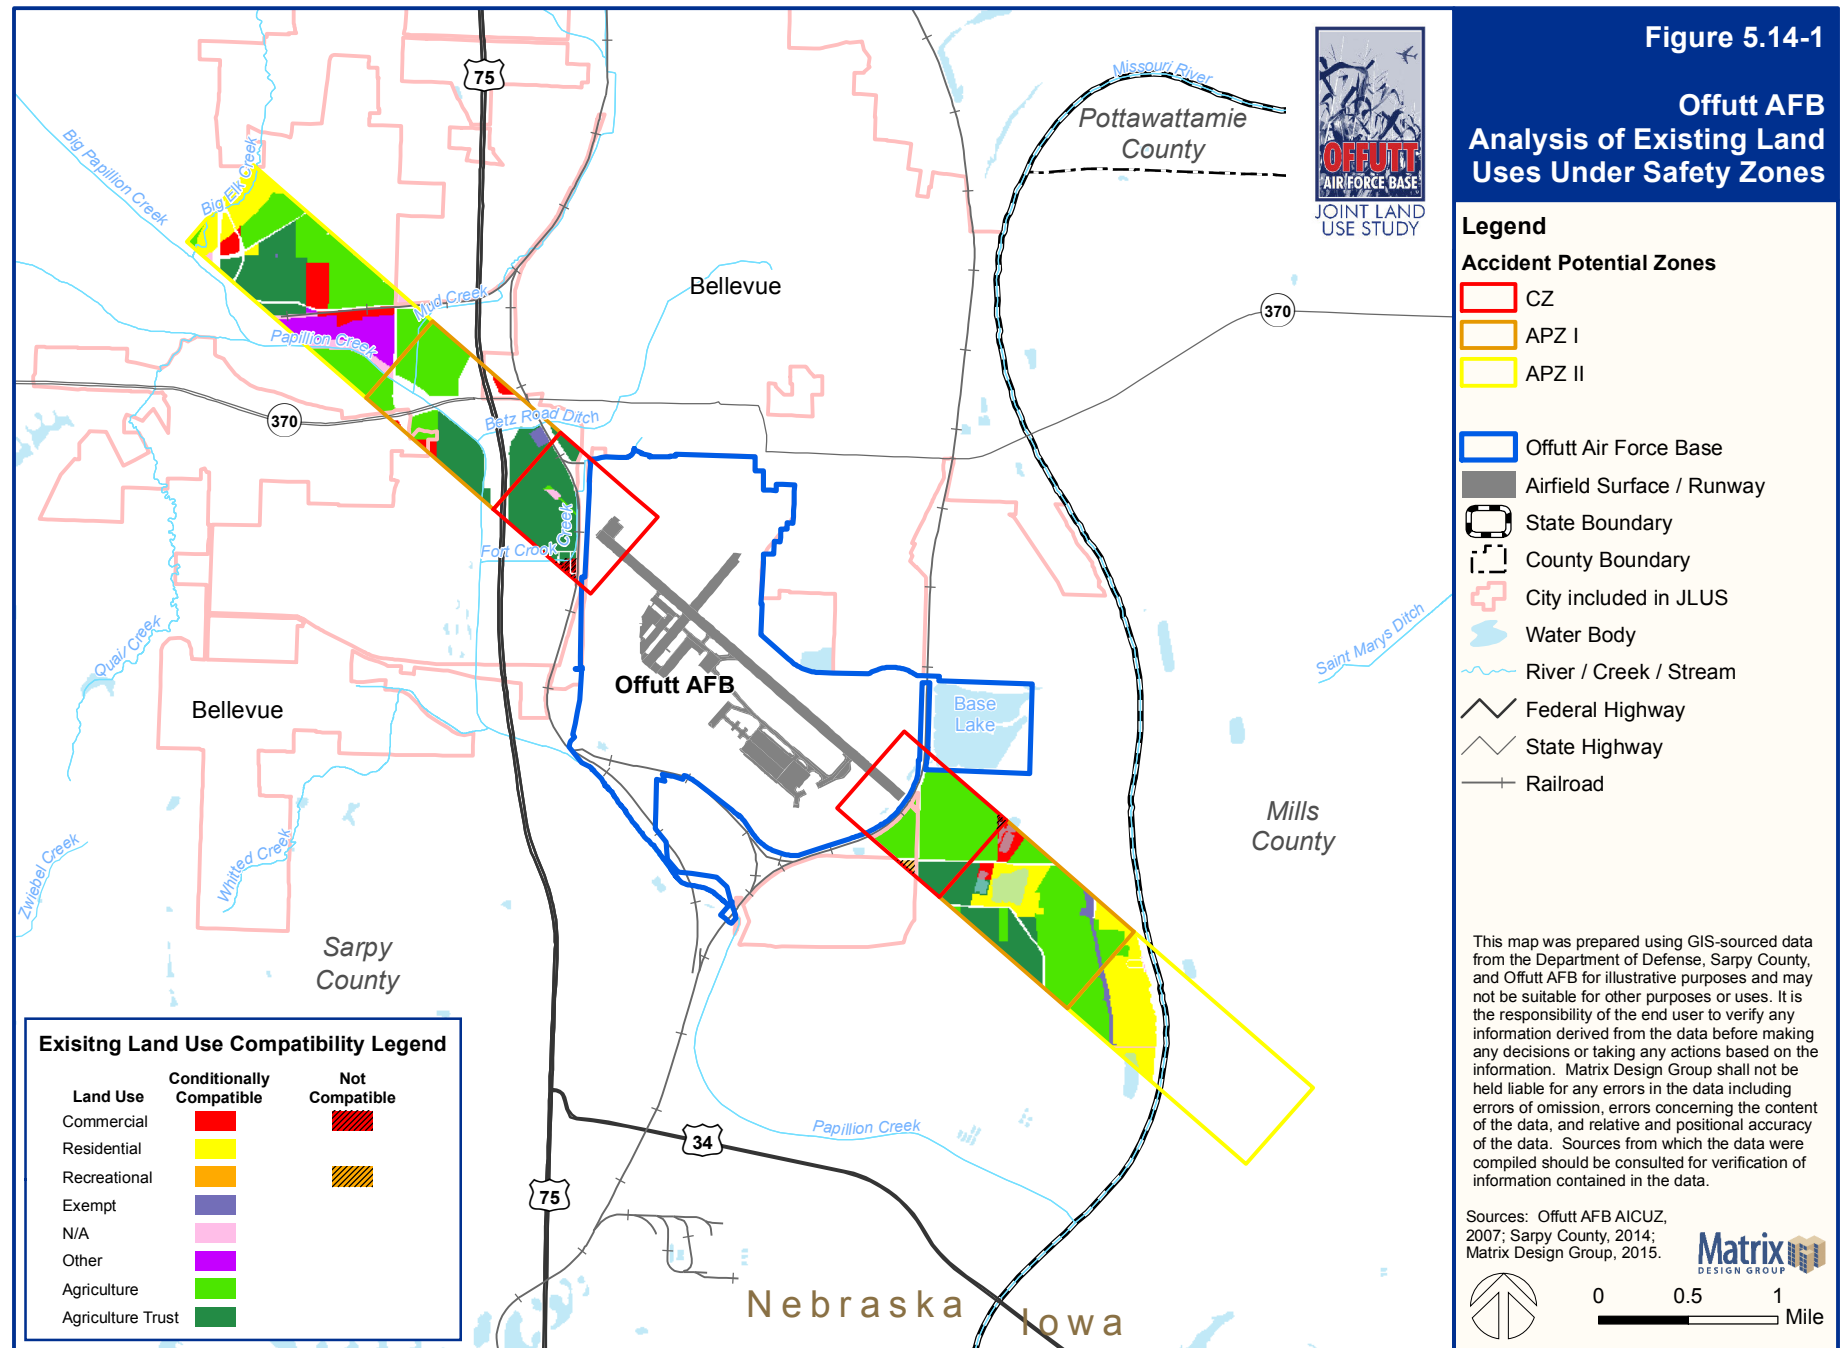 Figure 5.14-1
Offutt AFB
Analysis of Existing Land
Uses Under Safety Zones
Legend
Accident Potential Zones
CZ
APZ I
APZ II
Offutt Air Force Base
Airfield Surface / Runway
State Boundary
County Boundary
City included in JLUS
Water Body
River / Creek / Stream
Federal Highway
State Highway
Railroad
This map was prepared using GIS-sourced data
from the Department of Defense, Sarpy County,
and Offutt AFB for illustrative purposes and may
not be suitable for other purposes or uses. It is
the responsibility of the end user to verify any
information derived from the data before making
any decisions or taking any actions based on the
information. Matrix Design Group shall not be
held liable for any errors in the data including
errors of omission, errors concerning the content
of the data, and relative and positional accuracy
of the data. Sources from which the data were
compiled should be consulted for verification of
information contained in the data.
Sources: Offutt AFB AICUZ,
2007; Sarpy County, 2014;
Matrix Design Group, 2015.
Matrix
DESIGN GROUP
0 0.5 1
Mile
75
Missouri River
Pottawattamie
County
OFFUTT
AIR FORCE BASE
JOINT LAND
USE STUDY
Big Papillion Creek
Big Elk Creek
Bellevue
Mud Creek
370
Papillion Creek
370
Betz Road Ditch
Fort Crook Creek
Quail Creek
Saint Marys Ditch
Offutt AFB
Bellevue
Base
Lake
Mills
County
Zwiebel Creek
Whitted Creek
Sarpy
County
Papillion Creek
34
75
Nebraska
Iowa
Exisitng Land Use Compatibility Legend
Land Use
Conditionally
Compatible
Not
Compatible
Commercial
Residential
Recreational
Exempt
N/A
Other
Agriculture
Agriculture Trust